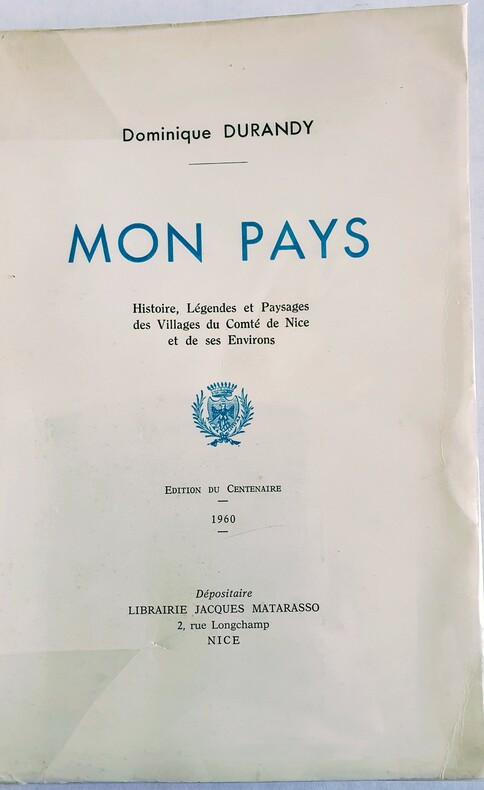 Dominique DURANDY
MON PAYS
Histoire, Légendes et Paysages
des Villages du Comté de Nice
et de ses Environs
EDITION DU CENTENAIRE
1960
Dépositaire
LIBRAIRIE JACQUES MATARASSO
2, rue Longchamp
NICE